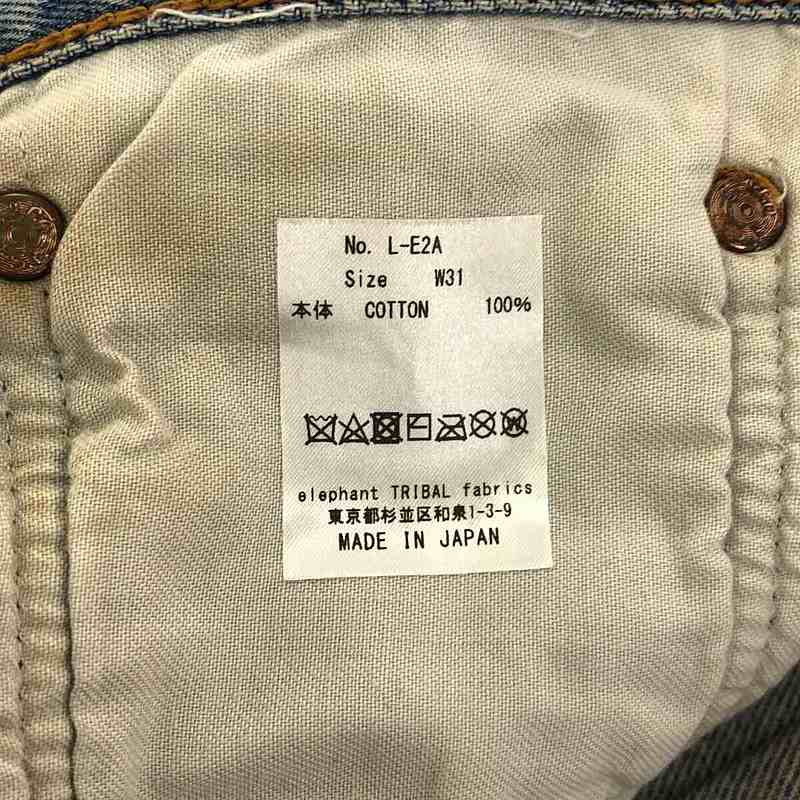 No. L-E2A
Size W31
本体 COTTON 100%
elephant TRIBAL fabrics
東京都杉並区和泉1-3-9
MADE IN JAPAN